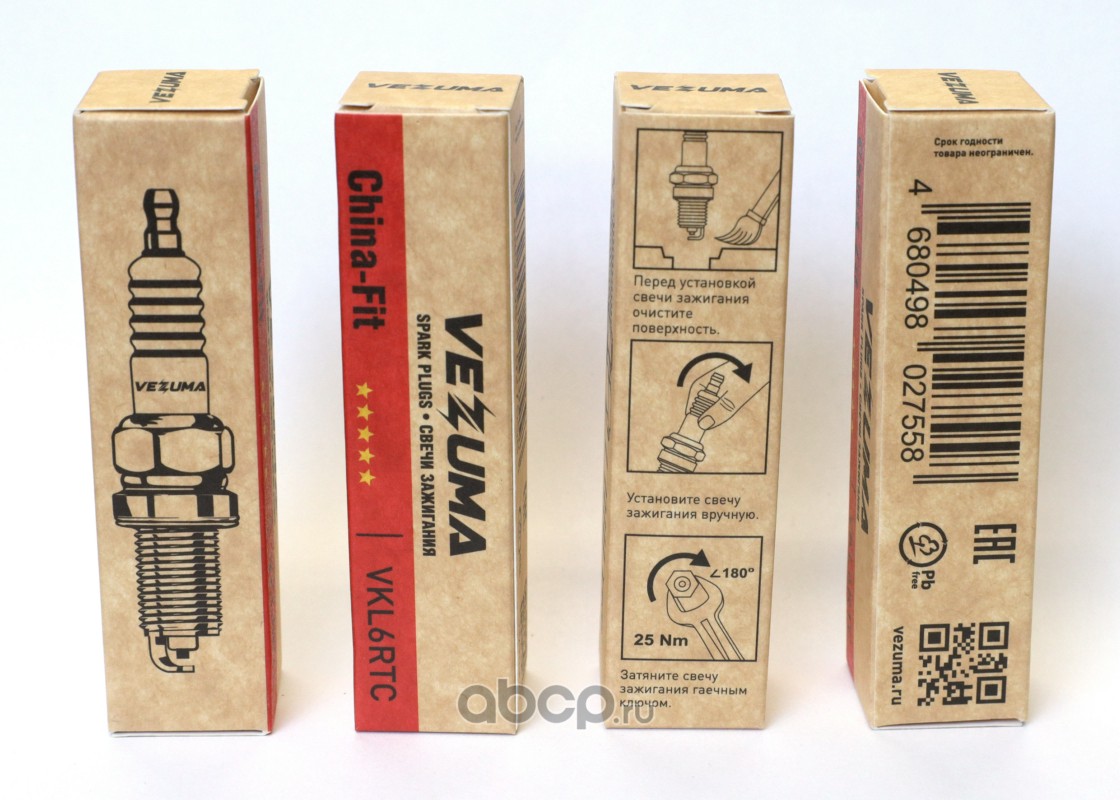 VEZUMA
VEZUMA
VEZUMA
China-Fit
VKL6RTC
VEZUMA
SPARK PLUGS • СВЕЧИ ЗАЖИГАНИЯ
VEZUMA
Перед установкой
свечи зажигания
очистите
поверхность.
Установите свечу
зажигания вручную.
∠180°
25 Nm
Затяните свечу
зажигания гаечным
ключом.
VEZUMA
Срок годности
товара неограничен.
4 680498 027558
EAC
Pb
free
vezuma.ru
VEZUMA
abcp.ru